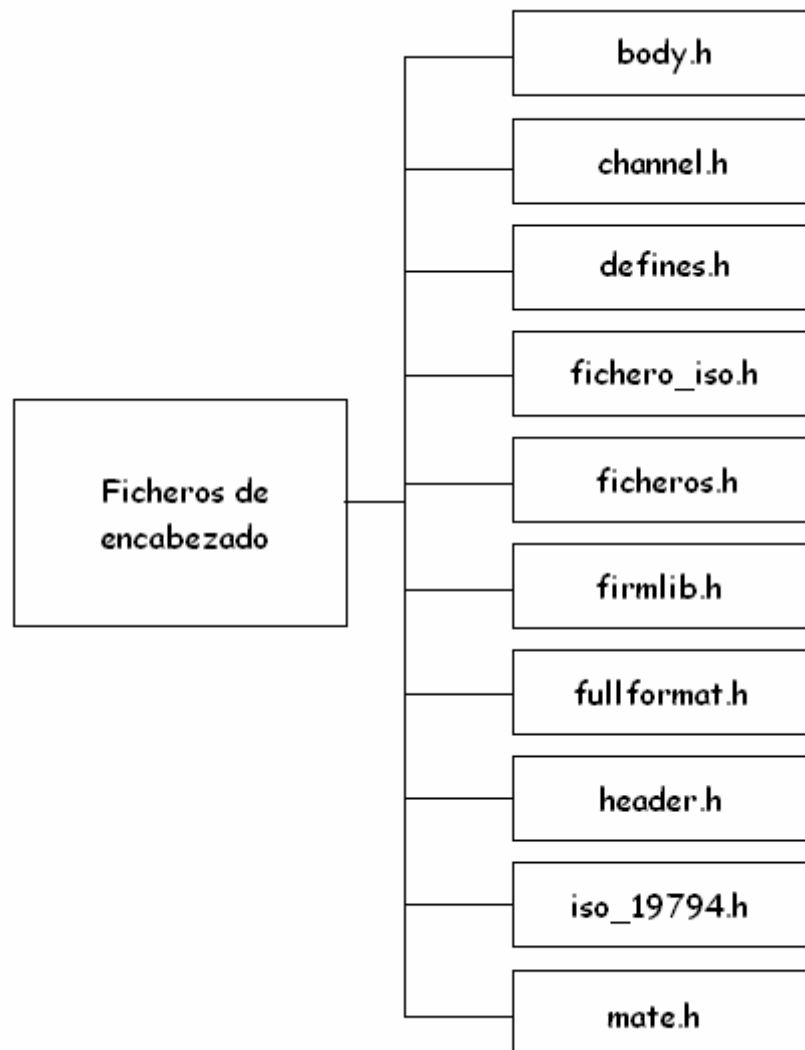 body.h
channel.h
defines.h
fichero_iso.h
Ficheros de
encabezado
ficheros.h
firmlib.h
fullformat.h
header.h
iso_19794.h
mate.h